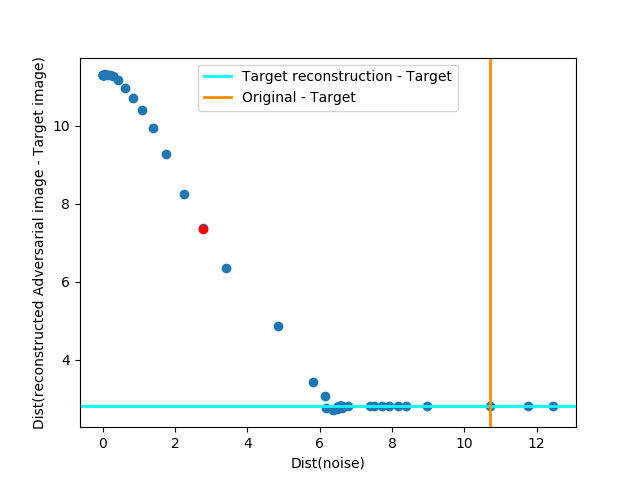 Target reconstruction - Target
Original - Target
Dist(reconstructed Adversarial image - Target image)
10
8
6
4
0 2 4 6 8 10 12
Dist(noise)